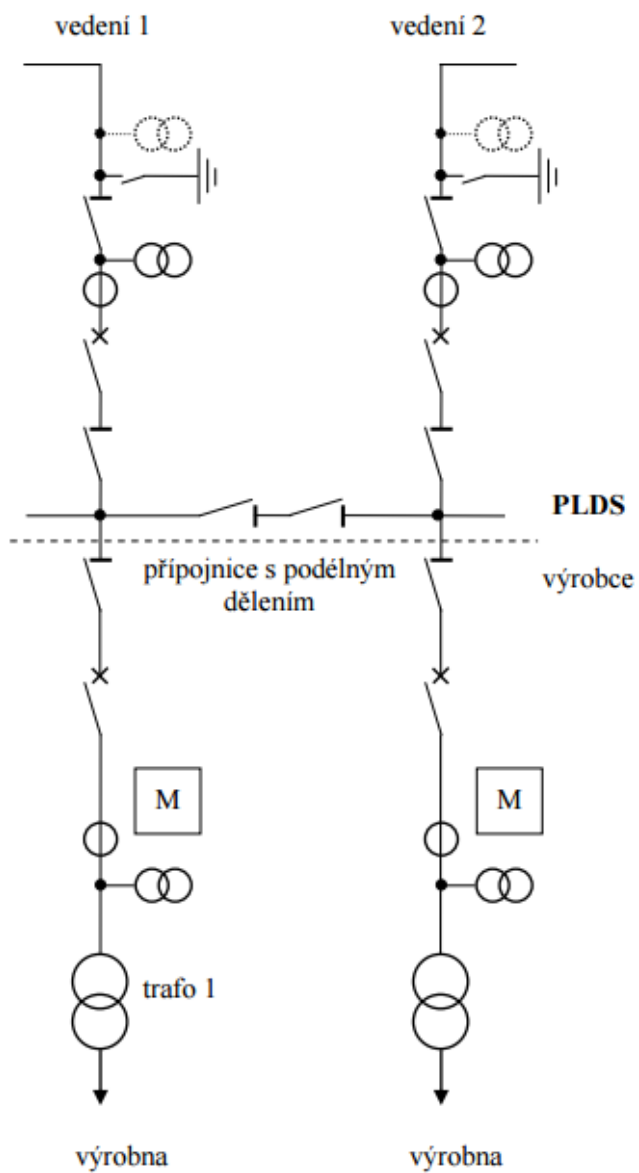 vedení 1
vedení 2
PLDS
přípojnice s podélným
dělením
výrobce
M
M
trafo 1
výrobna
výrobna